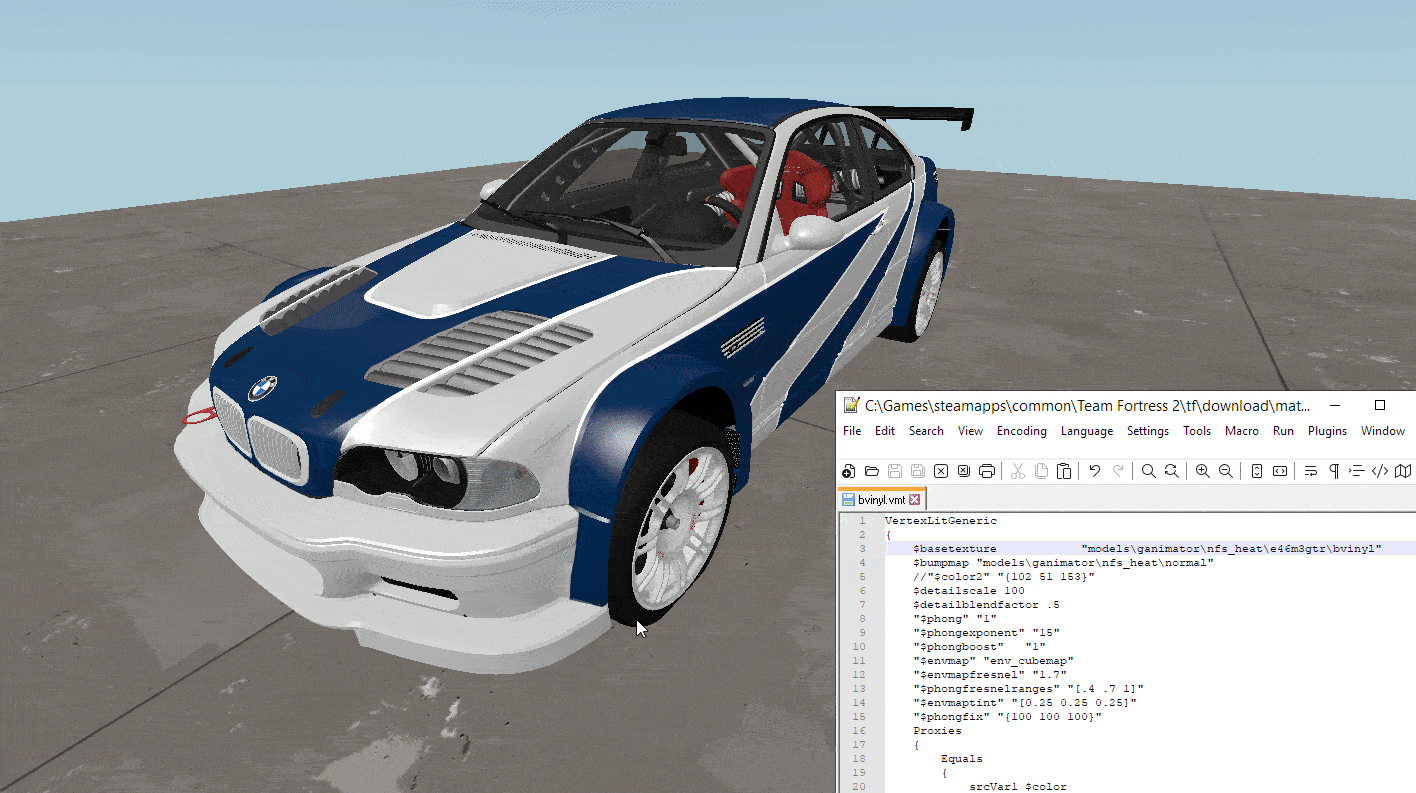 C:\Games\steamapps\common\Team Fortress 2\tf\download\mat...
File Edit Search View Encoding Language Settings Tools Macro Run Plugins Window
bvinyl.vmt
1 VertexLitGeneric
2 {
3 $basetexture "models\ganimator\nfs_heat\e46m3gtr\bvinyl"
4 $bumpmap "models\ganimator\nfs_heat\normal"
5 //"$color2" "{102 51 153}"
6 $detailscale 100
7 $detailblendfactor .5
8 "$phong" "1"
9 "$phongexponent" "15"
10 "$phongboost" "1"
11 "$envmap" "env_cubemap"
12 "$envmapfresnel" "1.7"
13 "$phongfresnelranges" "[.4 .7 1]"
14 "$envmaptint" "[0.25 0.25 0.25]"
15 "$phongfix" "{100 100 100}"
16 Proxies
17 {
18 Equals
19 {
20 srcVar1 $color